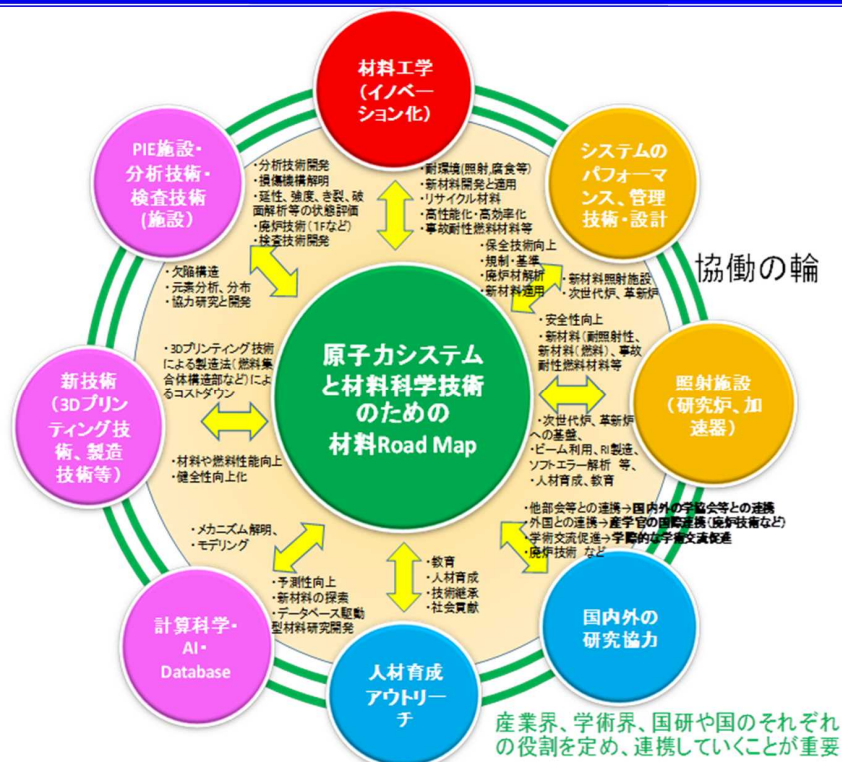 材料工学
(イノベー
ション化)
PIE施設・
分析技術・
検査技術
(施設)
システムの
パフォーマ
ンス、管理
技術・設計
・分析技術開発
・損傷機構解明
・延性、強度、き裂、破
面解析等の状態評価
・廃炉技術(1Fなど)
・検査技術開発
・耐環境(照射,腐食等)
・新材料開発と適用
・リサイクル材料
・高性能化・高効率化
・事故耐性燃料材料等
・保全技術向上
・規制・基準
・廃炉材解析
・新材料適用
協働の輪
・欠陥構造
・元素分析、分布
・協力研究と開発
・新材料照射施設
・次世代炉、革新炉
・安全性向上
・新材料(耐照射性、
新材料(燃料)、事故
耐性燃料材料等
原子力システム
と材料科学技術
のための
材料Road Map
・3Dプリンティング技術
による製造法(燃料集
合体構造部など)によ
るコストダウン
新技術
(3Dプリ
ンティング技
術、製造
技術等)
照射施設
(研究炉、加
速器)
・材料や燃料性能向上
・健全性向上化
・次世代炉、革新炉
への基盤、
・ビーム利用、RI製造、
ソフトエラー解析 等、
・人材育成、教育
・他部会等との連携→国内外の学協会等との連携
・外国との連携→産学官の国際連携(廃炉技術など)
・学術交流促進→学際的な学術交流促進
・廃炉技術 など
・メカニズム解明、
・モデリング
・予測性向上
・新材料の探索
・データベース駆動
型材料研究開発
・教育
・人材育成
・技術継承
・社会貢献
計算科学・
AI・
Database
人材育成
アウトリー
チ
国内外の
研究協力
産業界、学術界、国研や国のそれぞれ
の役割を定め、連携していくことが重要